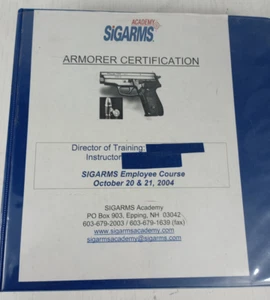 ACADEMY
SIGARMS
ARMORER CERTIFICATION
Director of Training:
Instructor
SIGARMS Employee Course
October 20 & 21, 2004
SIGARMS Academy
PO Box 903, Epping, NH 03042
603-679-2003 / 603-679-1639 (fax)
www.sigarmsacademy.com
sigarmsacademy@sigarms.com